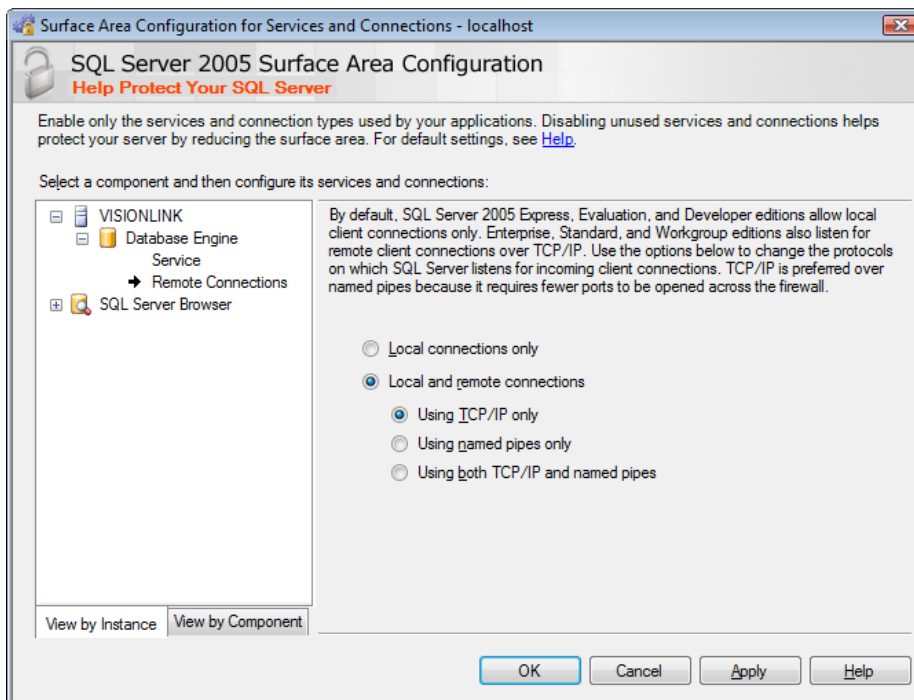 Surface Area Configuration for Services and Connections - localhost
SQL Server 2005 Surface Area Configuration
Help Protect Your SQL Server
Enable only the services and connection types used by your applications. Disabling unused services and connections helps
protect your server by reducing the surface area. For default settings, see Help.
Select a component and then configure its services and connections:
VISIONLINK
Database Engine
Service
Remote Connections
SQL Server Browser
By default, SQL Server 2005 Express, Evaluation, and Developer editions allow local
client connections only. Enterprise, Standard, and Workgroup editions also listen for
remote client connections over TCP/IP. Use the options below to change the protocols
on which SQL Server listens for incoming client connections. TCP/IP is preferred over
named pipes because it requires fewer ports to be opened across the firewall.
Local connections only
Local and remote connections
Using TCP/IP only
Using named pipes only
Using both TCP/IP and named pipes
View by Instance
View by Component
OK
Cancel
Apply
Help